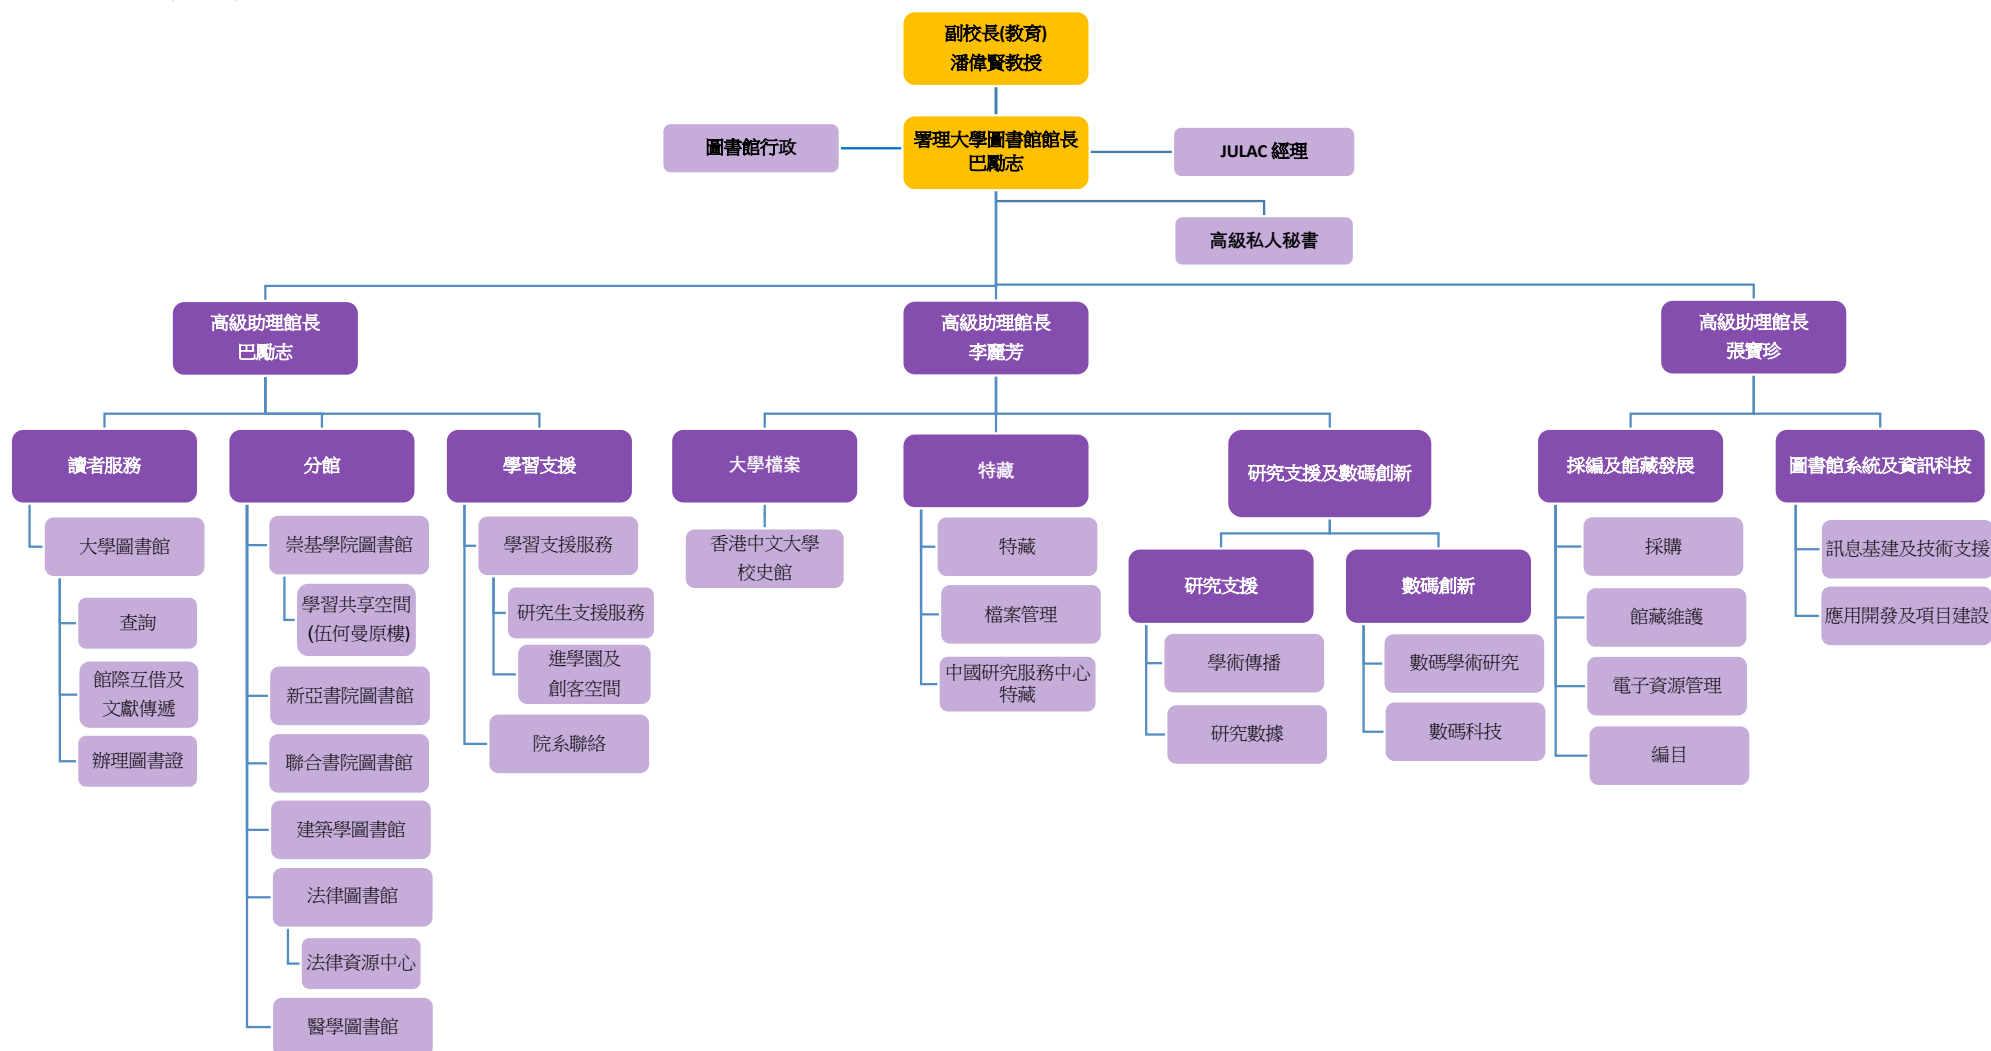 副校長(教育)
潘偉賢教授
圖書館行政
署理大學圖書館館長
巴勵志
JULAC 經理
高級私人秘書
高級助理館長
巴勵志
高級助理館長
李麗芳
高級助理館長
張寶珍
讀者服務
大學圖書館
查詢
館際互借及
文獻傳遞
辦理圖書證
分館
崇基學院圖書館
學習共享空間
(伍何曼原樓)
新亞書院圖書館
聯合書院圖書館
建築學圖書館
法律圖書館
法律資源中心
醫學圖書館
學習支援
學習支援服務
研究生支援服務
進學園及
創客空間
院系聯絡
大學檔案
香港中文大學
校史館
特藏
特藏
檔案管理
中國研究服務中心
特藏
研究支援及數碼創新
研究支援
學術傳播
研究數據
數碼創新
數碼學術研究
數碼科技
採編及館藏發展
採購
館藏維護
電子資源管理
編目
圖書館系統及資訊科技
訊息基建及技術支援
應用開發及項目建設